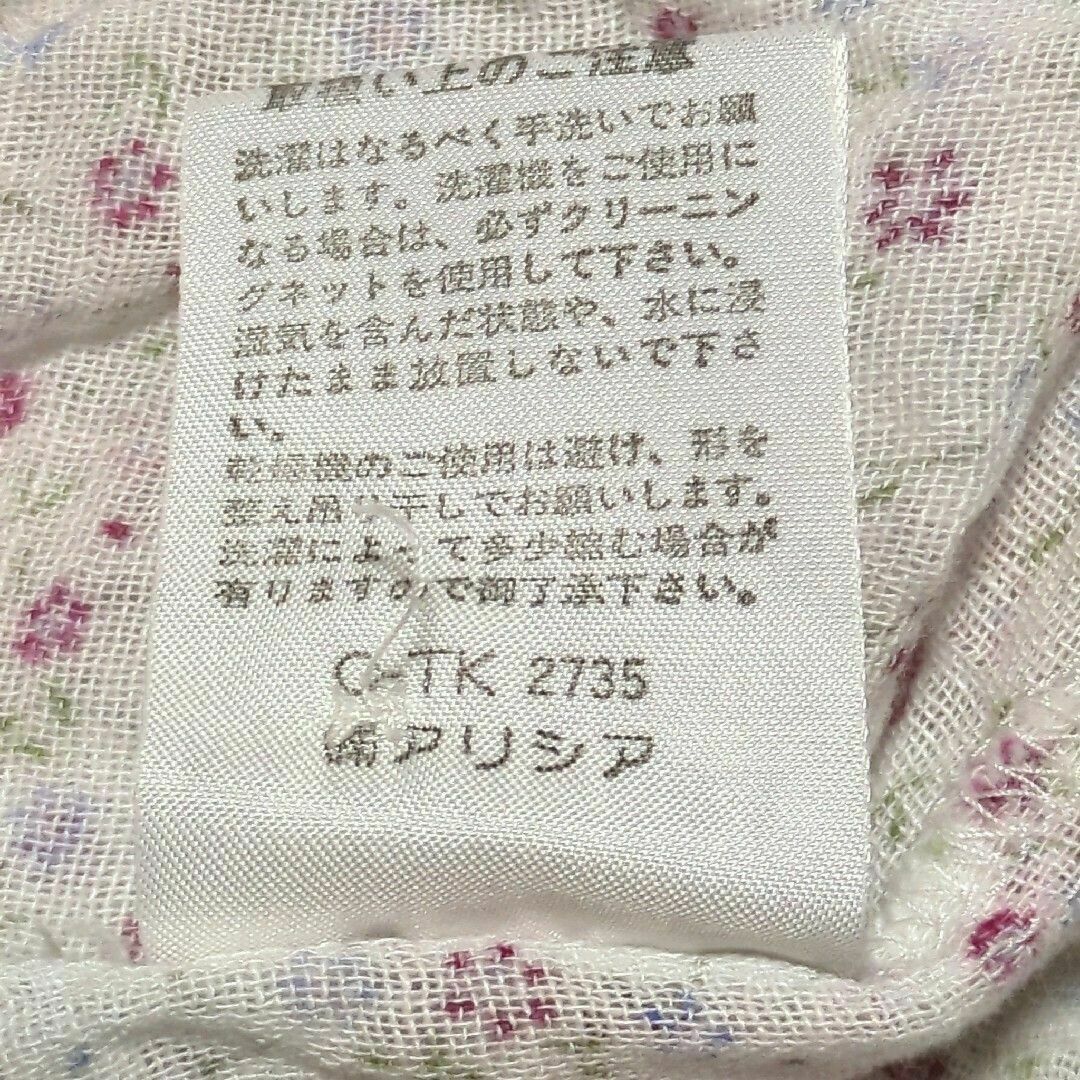 取扱い上のご注意
洗濯はなるべく手洗いでお願
いします。洗濯機をご使用に
なる場合は、必ずクリーニン
グネットを使用して下さい。
湿気を含んだ状態や、水に浸
けたまま放置しないで下さ
い。
乾燥機のご使用は避け、形を
整え吊り干しでお願いします。
洗濯によって多少縮む場合が
有りますので御了承下さい。
C-TK 2735
㈱アリシア